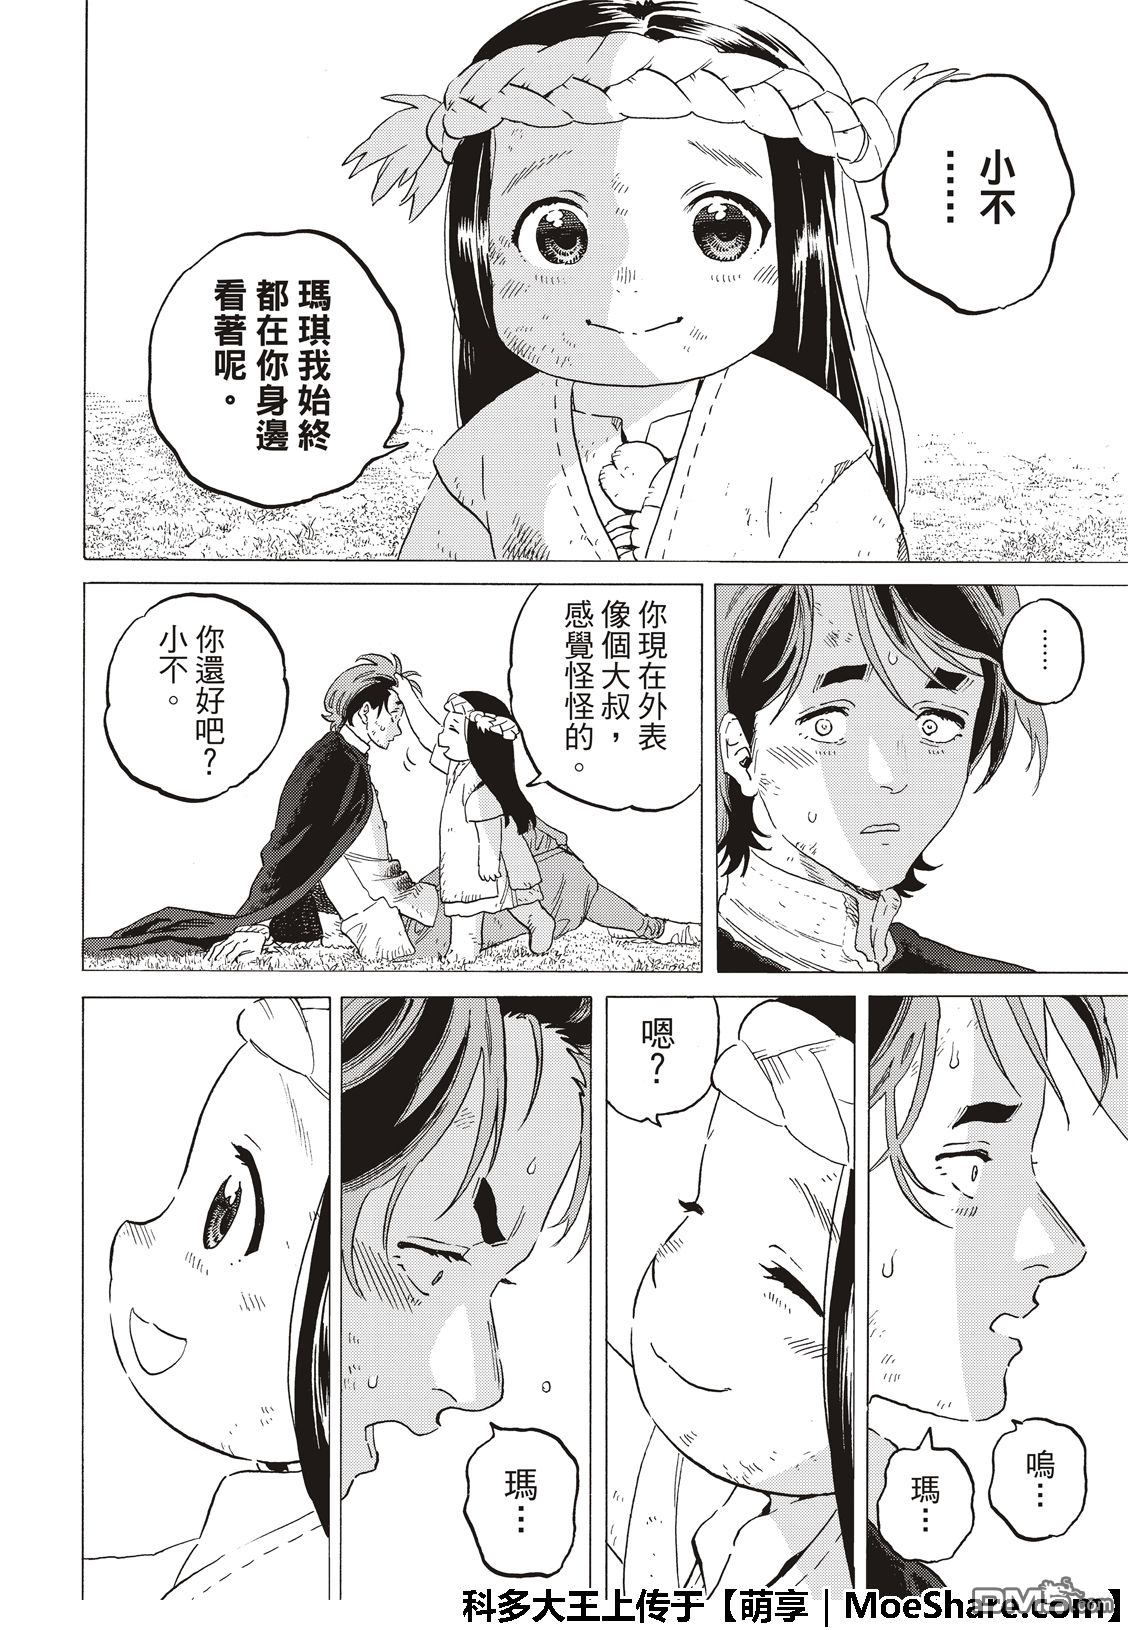 小不
……
瑪琪我始終
都在你身邊
看著呢。
……
你現在外表
像個大叔，
感覺怪怪的。
你還好吧？
小不。
嗚…
瑪…
嗯？
瑪…
科多大王上传于【萌享｜MoeShare.com】